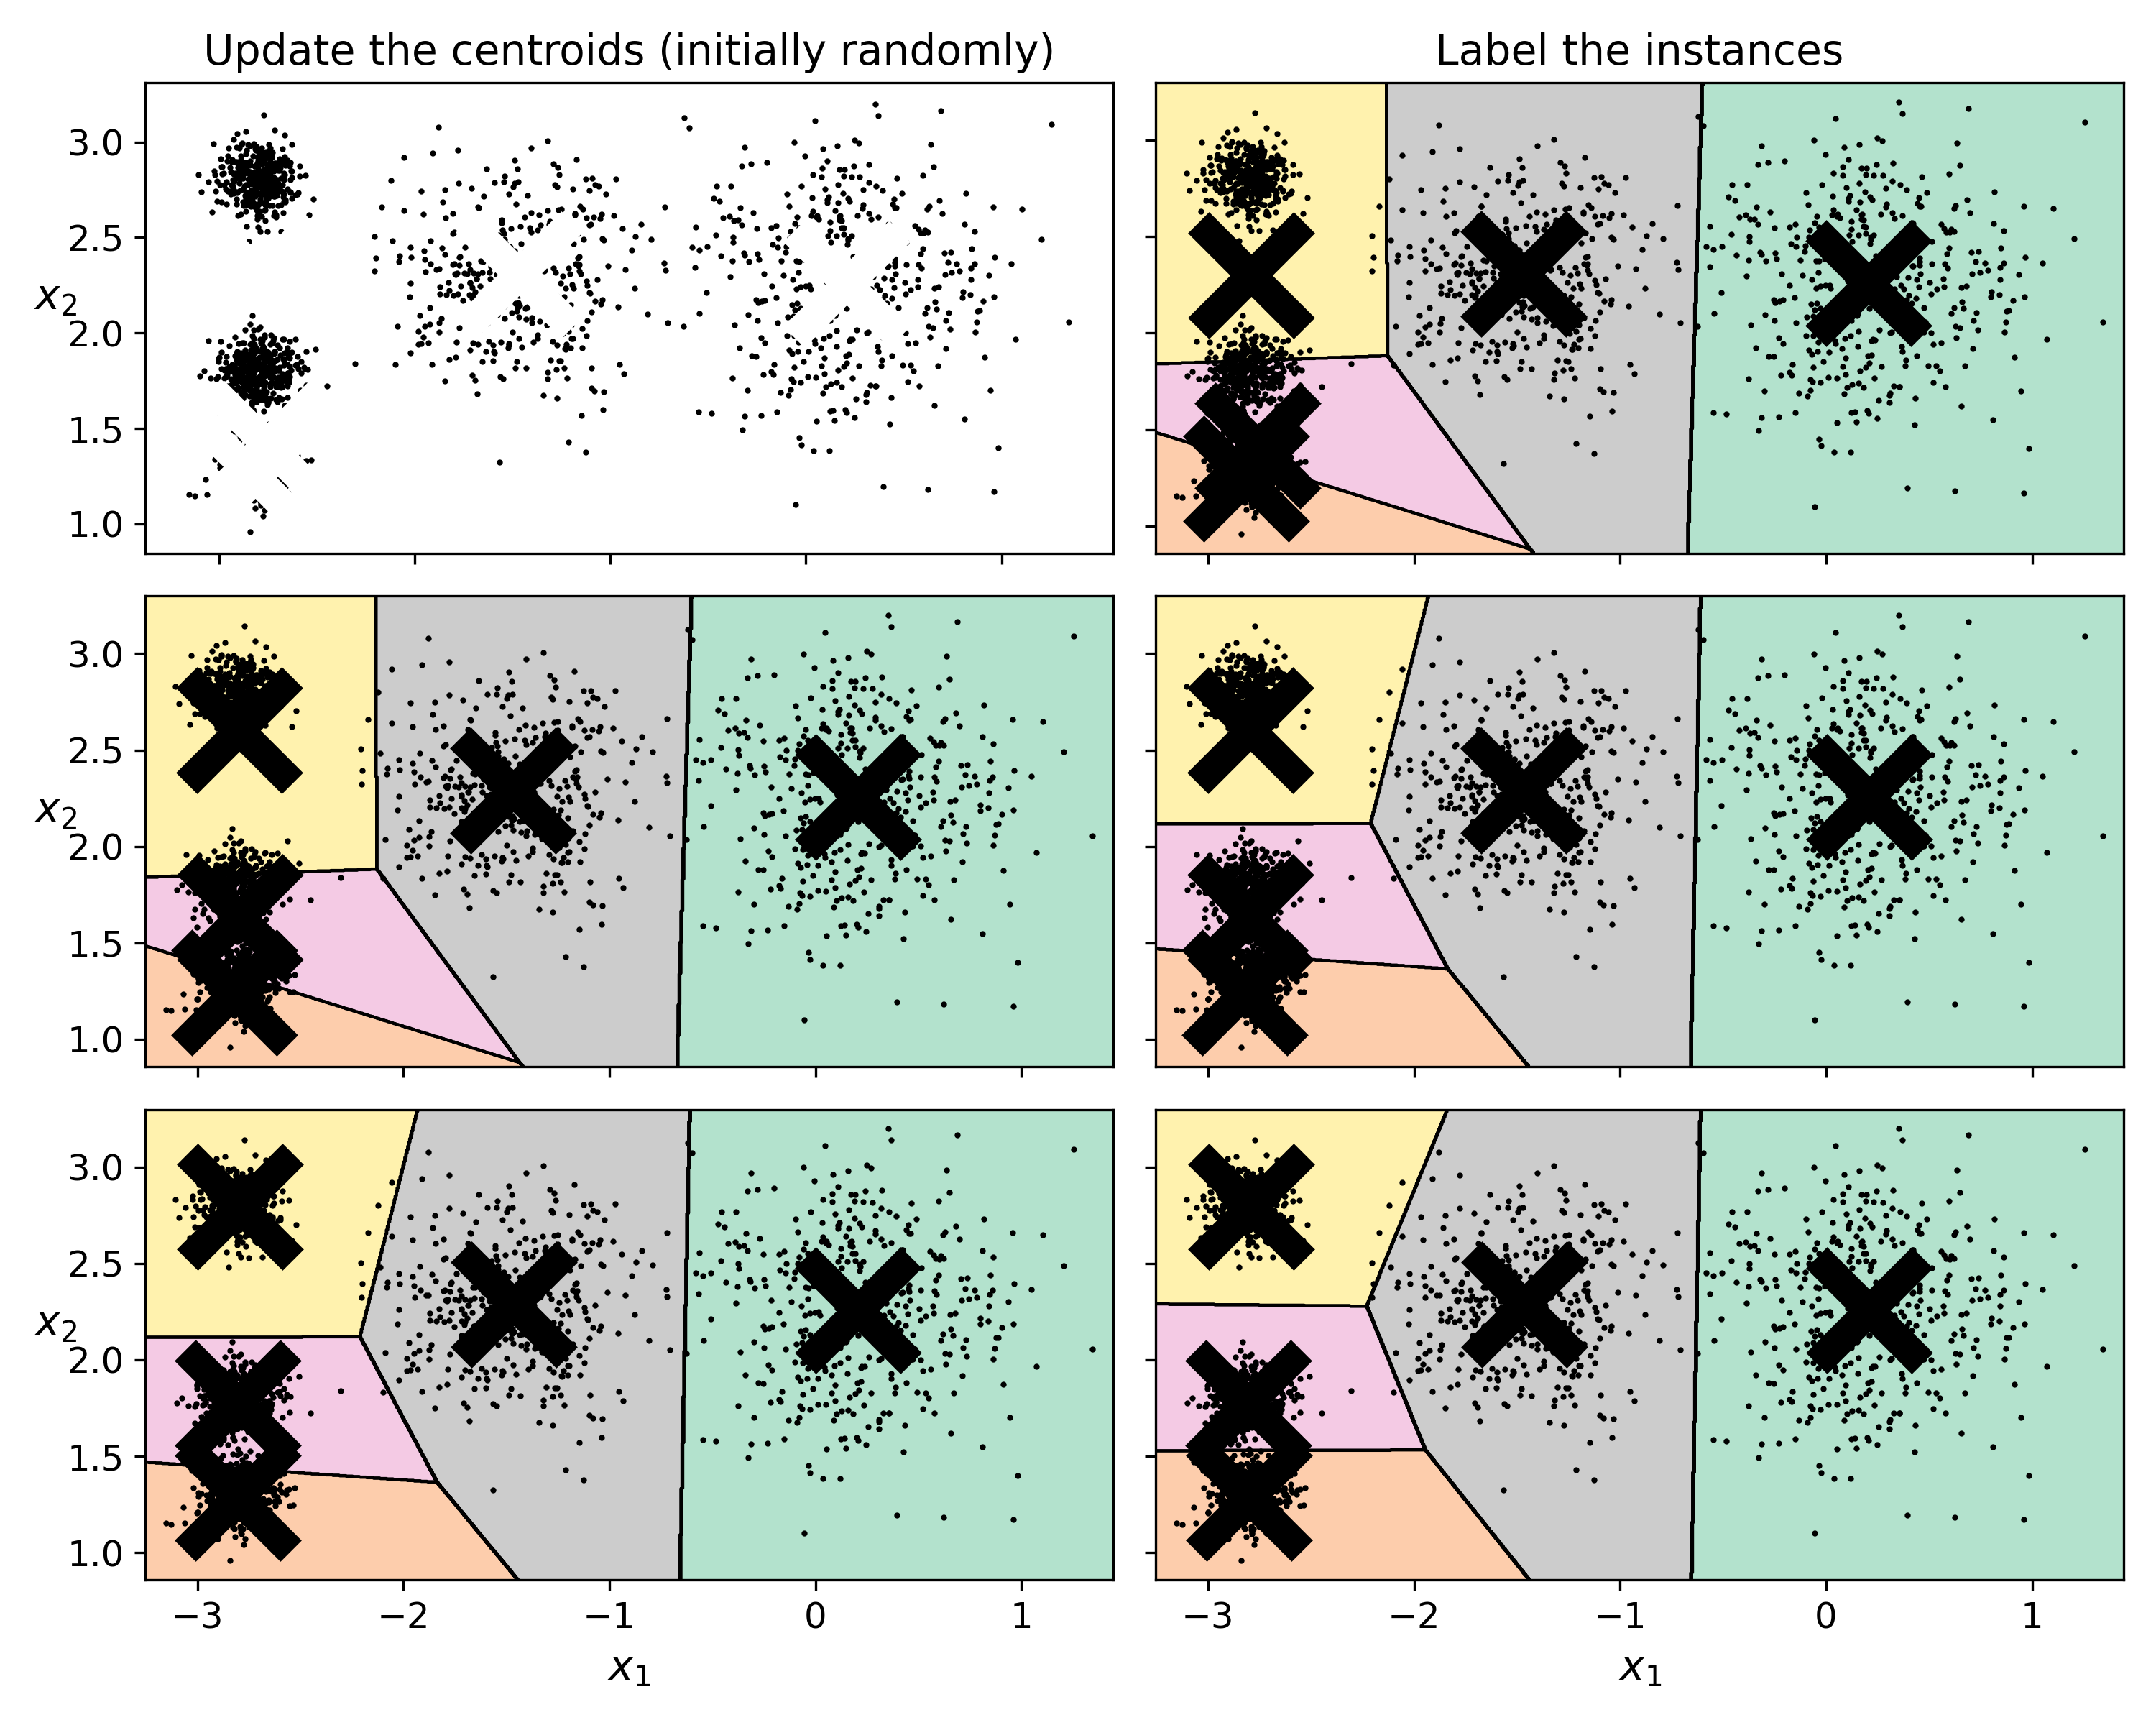 Update the centroids (initially randomly)
Label the instances
3.0
2.5
x₂
2.0
1.5
1.0
3.0
2.5
x₂
2.0
1.5
1.0
3.0
2.5
x₂
2.0
1.5
1.0
−3 −2 −1 0 1
−3 −2 −1 0 1
x₁
x₁